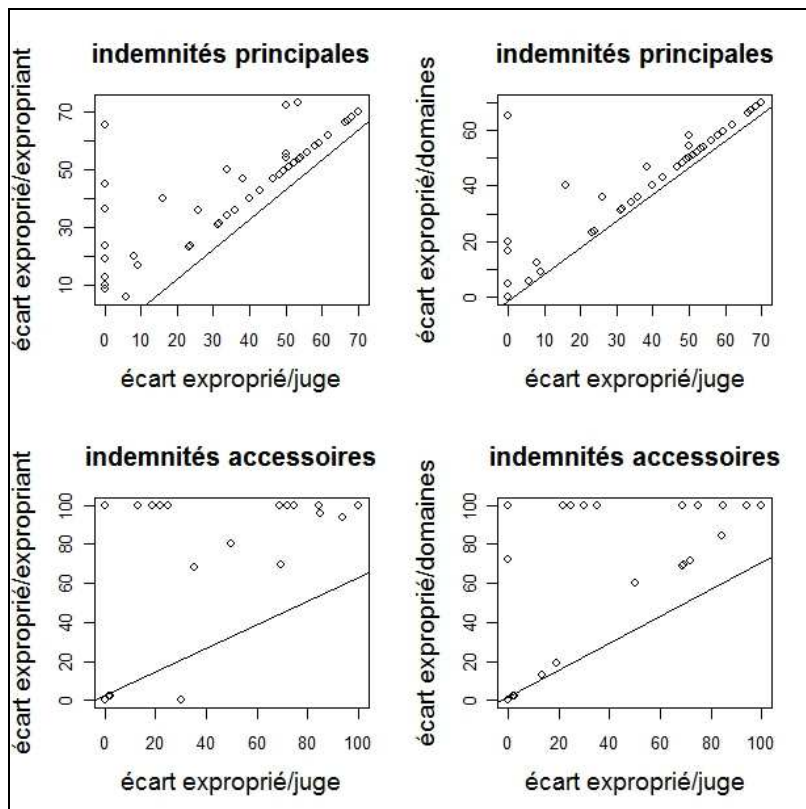 indemnités principales
écart exproprié/expropriant
10 30 50 70
0 10 20 30 40 50 60 70
écart exproprié/juge
indemnités principales
écart exproprié/domaines
0 20 40 60
0 10 20 30 40 50 60 70
écart exproprié/juge
indemnités accessoires
écart exproprié/expropriant
0 20 40 60 80 100
0 20 40 60 80 100
écart exproprié/juge
indemnités accessoires
écart exproprié/domaines
0 20 40 60 80 100
0 20 40 60 80 100
écart exproprié/juge